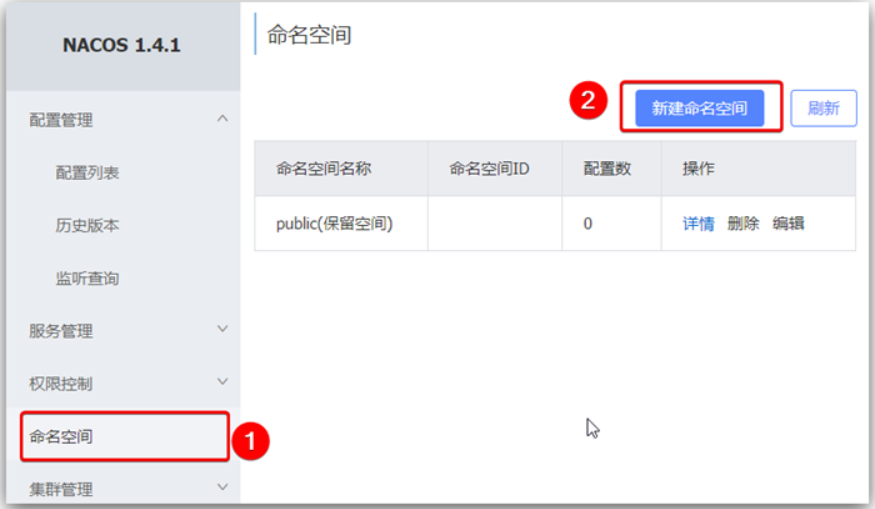 NACOS 1.4.1
配置管理
配置列表
历史版本
监听查询
服务管理
权限控制
命名空间
1
集群管理
命名空间
2
新建命名空间 刷新
命名空间名称 命名空间ID 配置数 操作
public(保留空间) 0 详情 删除 编辑